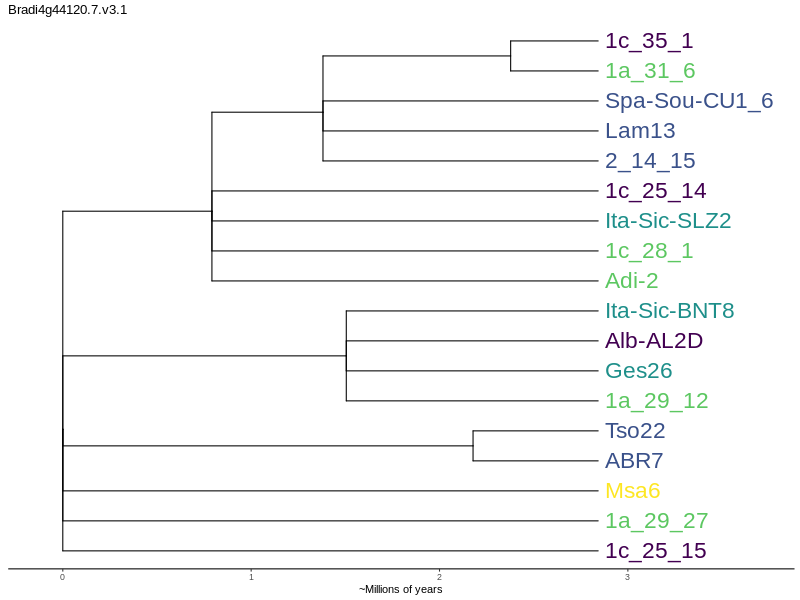 Bradi4g44120.7.v3.1
1c_35_1
1a_31_6
Spa-Sou-CU1_6
Lam13
2_14_15
1c_25_14
Ita-Sic-SLZ2
1c_28_1
Adi-2
Ita-Sic-BNT8
Alb-AL2D
Ges26
1a_29_12
Tso22
ABR7
Msa6
1a_29_27
1c_25_15
0 1 2 3
~Millions of years